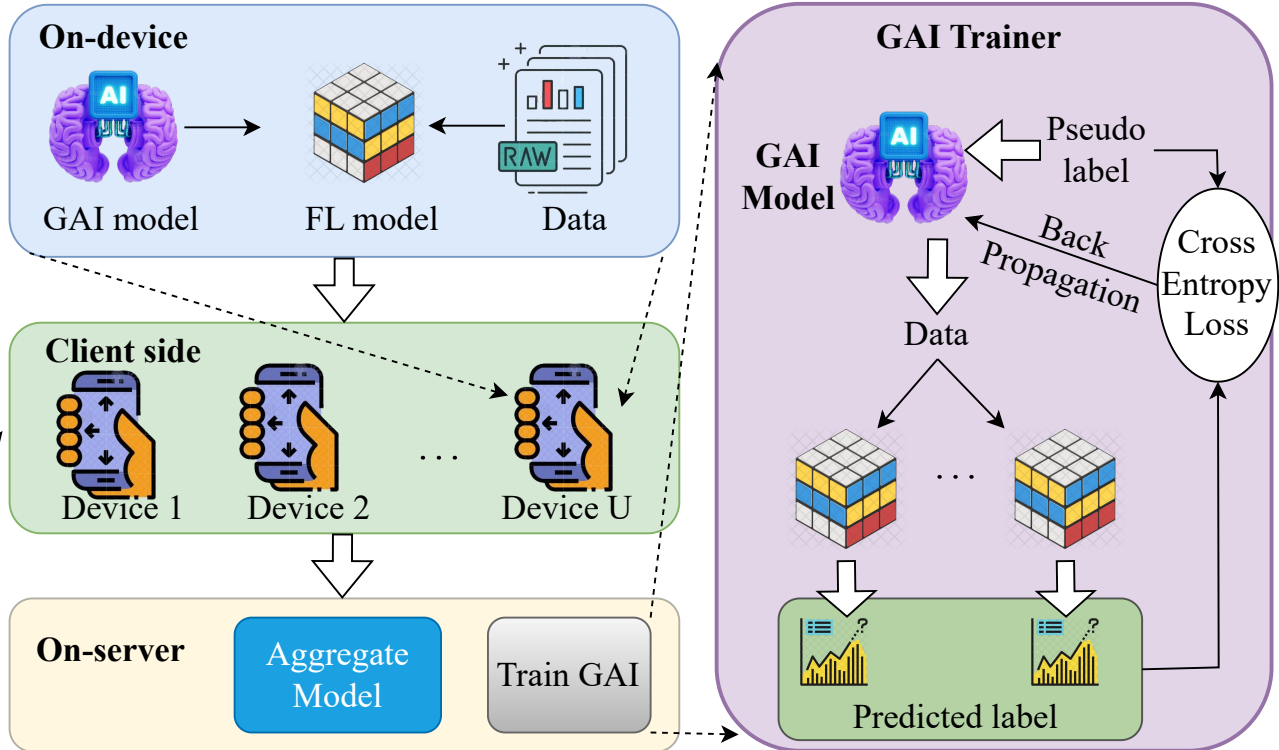 On-device
AI
RAW
GAI model
FL model
Data
Client side
Device 1
Device 2
...
Device U
On-server
Aggregate
Model
Train GAI
GAI Trainer
GAI
Model
AI
Pseudo
label
Back
Propagation
Cross
Entropy
Loss
Data
...
?
?
Predicted label